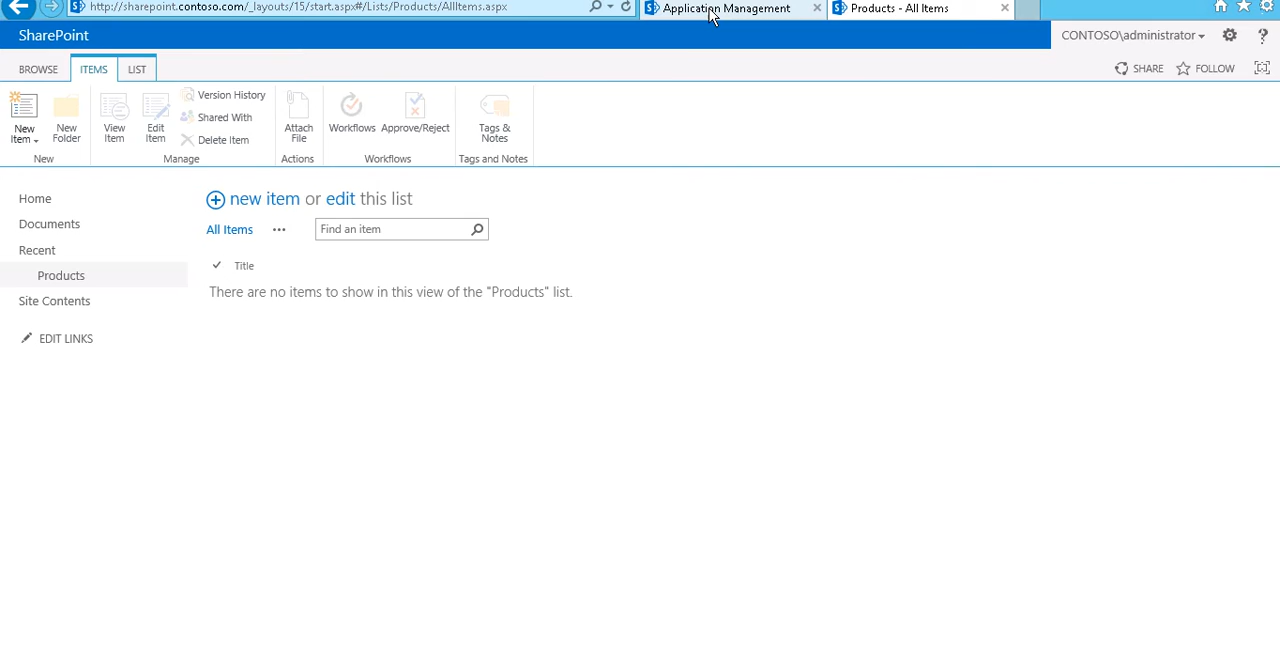 http://sharepoint.contoso.com/_layouts/15/start.aspx#/Lists/Products/AllItems.aspx
Application Management
Products - All Items
SharePoint
CONTOSO\administrator
BROWSE
ITEMS
LIST
SHARE
FOLLOW
New Item
New Folder
New
View Item
Edit Item
Version History
Shared With
Delete Item
Manage
Attach File
Actions
Workflows
Approve/Reject
Workflows
Tags & Notes
Tags and Notes
Home
Documents
Recent
Products
Site Contents
EDIT LINKS
new item or edit this list
All Items
...
Find an item
Title
There are no items to show in this view of the "Products" list.